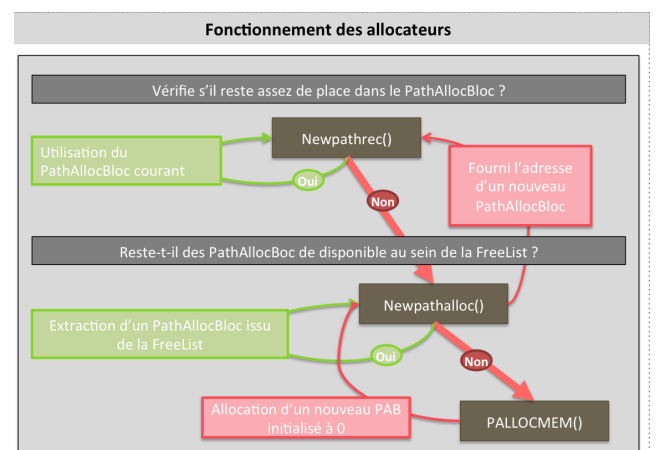 Fonctionnement des allocateurs
Vérifie s’il reste assez de place dans le PathAllocBloc ?
Newpathrec()
Utilisation du
PathAllocBloc courant
Oui
Non
Fourni l’adresse
d’un nouveau
PathAllocBloc
Reste-t-il des PathAllocBoc de disponible au sein de la FreeList ?
Newpathalloc()
Extraction d’un PathAllocBloc issu
de la FreeList
Oui
Non
Allocation d’un nouveau PAB
initialisé à 0
PALLOCMEM()